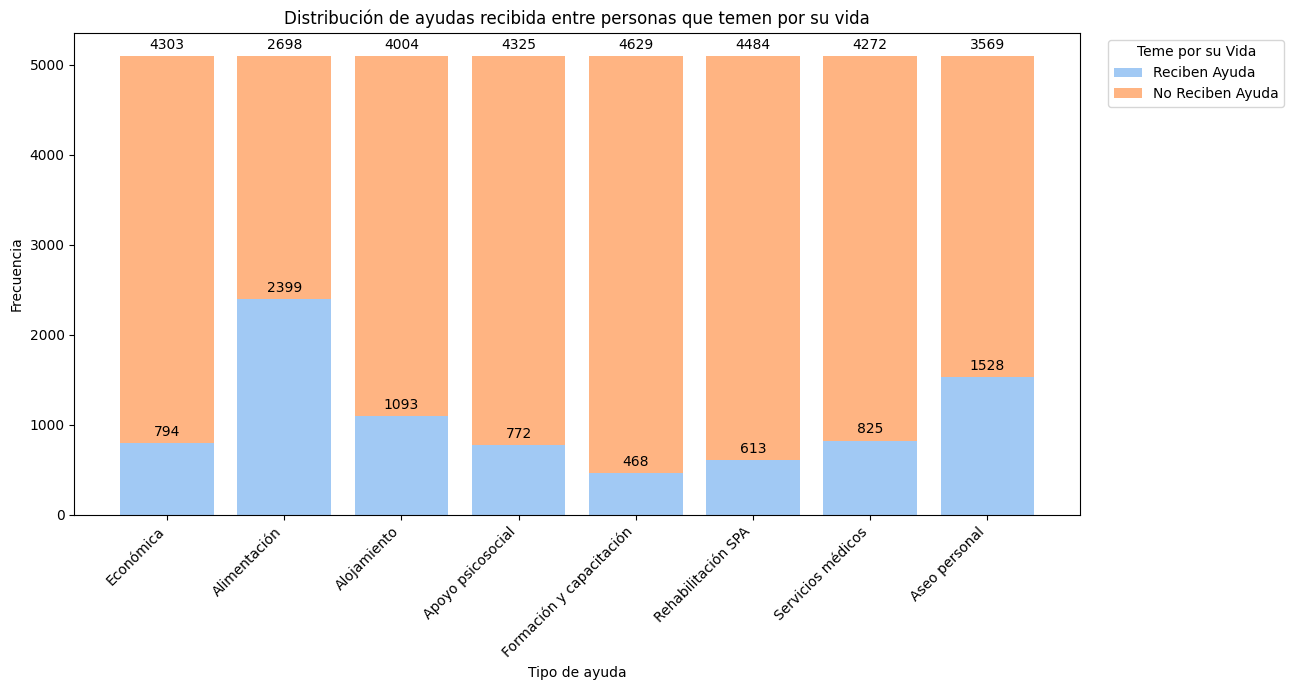 Distribución de ayudas recibida entre personas que temen por su vida
4303 2698 4004 4325 4629 4484 4272 3569
Teme por su Vida
Reciben Ayuda
No Reciben Ayuda
5000
4000
3000
2000
1000
0
Frecuencia
794 2399 1093 772 468 613 825 1528
Económica
Alimentación
Alojamiento
Apoyo psicosocial
Formación y capacitación
Rehabilitación SPA
Servicios médicos
Aseo personal
Tipo de ayuda